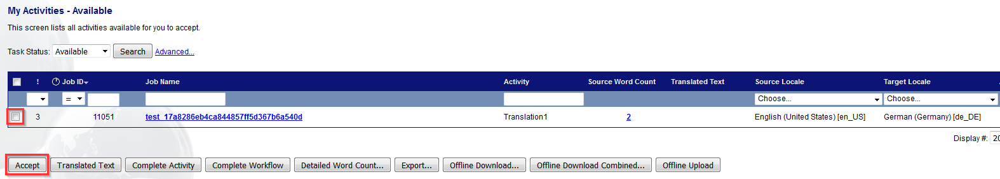 My Activities - Available
This screen lists all activities available for you to accept.
Task Status: Available Search Advanced...
! Job ID Job Name Activity Source Word Count Translated Text Source Locale Target Locale
= Choose... Choose...
3 11051 test_17a8286eb4ca844857ff5d367b6a540d Translation1 2 English (United States) [en_US] German (Germany) [de_DE]
Display #: 20
Accept Translated Text Complete Activity Complete Workflow Detailed Word Count... Export... Offline Download... Offline Download Combined... Offline Upload